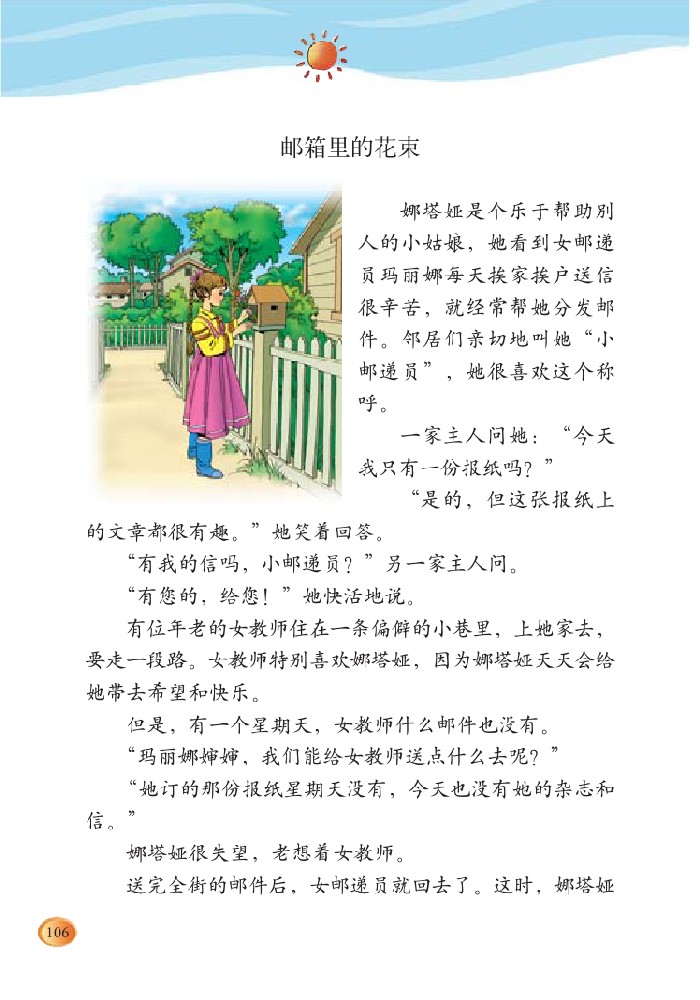 邮箱里的花束
娜塔娅是个乐于帮助别
人的小姑娘，她看到女邮递
员玛丽娜每天挨家挨户送信
很辛苦，就经常帮她分发邮
件。邻居们亲切地叫她“小
邮递员”，她很喜欢这个称
呼。
一家主人问她：“今天
我只有一份报纸吗？”
“是的，但这张报纸上
的文章都很有趣。”她笑着回答。
“有我的信吗，小邮递员？”另一家主人问。
“有您的，给您！”她快活地说。
有位年老的女教师住在一条偏僻的小巷里，上她家去，
要走一段路。女教师特别喜欢娜塔娅，因为娜塔娅天天会给
她带去希望和快乐。
但是，有一个星期天，女教师什么邮件也没有。
“玛丽娜婶婶，我们能给女教师送点什么去呢？”
“她订的那份报纸星期天没有，今天也没有她的杂志和
信。”
娜塔娅很失望，老想着女教师。
送完全街的邮件后，女邮递员就回去了。这时，娜塔娅
106